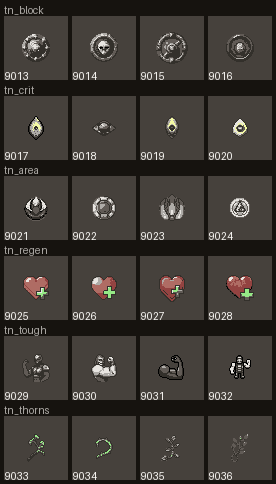 tn_block
9013 9014 9015 9016
tn_crit
9017 9018 9019 9020
tn_area
9021 9022 9023 9024
tn_regen
9025 9026 9027 9028
tn_tough
9029 9030 9031 9032
tn_thorns
9033 9034 9035 9036